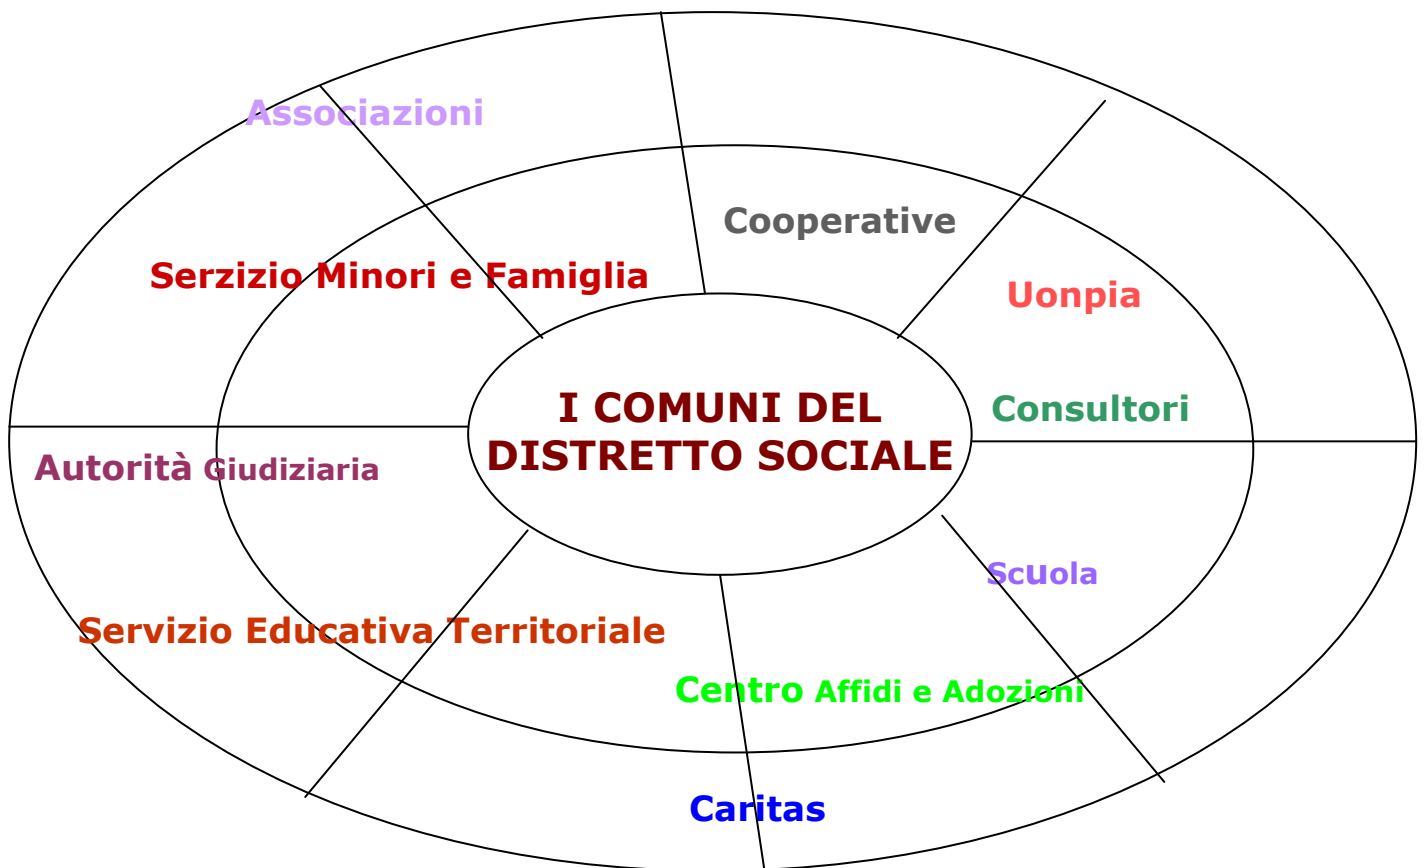 Associazioni
Cooperative
Serzizio Minori e Famiglia
Uonpia
I COMUNI DEL
DISTRETTO SOCIALE
Consultori
Autorità Giudiziaria
Scuola
Servizio Educativa Territoriale
Centro Affidi e Adozioni
Caritas